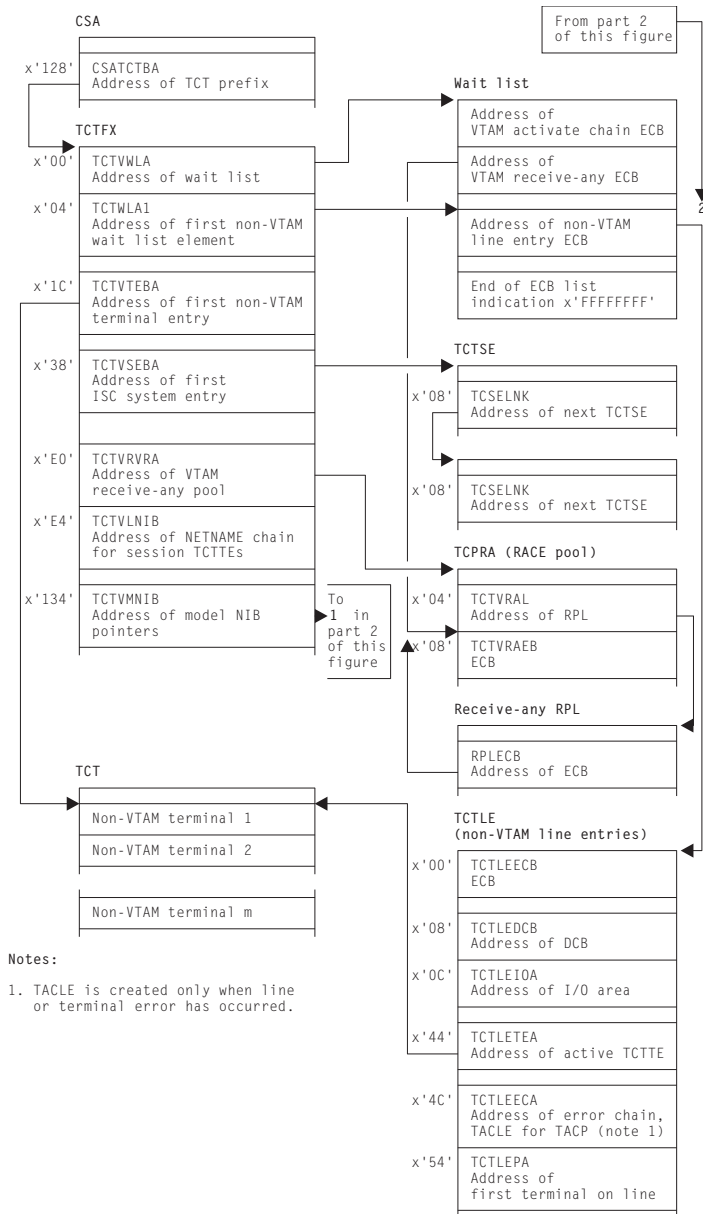 CSA
x'128' CSATCTBA
Address of TCT prefix
TCTFX
x'00' TCTVWLA
Address of wait list
x'04' TCTWLA1
Address of first non-VTAM
wait list element
x'1C' TCTVTEBA
Address of first non-VTAM
terminal entry
x'38' TCTVSEBA
Address of first
ISC system entry
x'E0' TCTVRVRA
Address of VTAM
receive-any pool
x'E4' TCTVLNIB
Address of NETNAME chain
for session TCTTEs
x'134' TCTVMNIB
Address of model NIB
pointers
To
1 in
part 2
of this
figure
TCT
Non-VTAM terminal 1
Non-VTAM terminal 2
Non-VTAM terminal m
Notes:
1. TACLE is created only when line
or terminal error has occurred.
From part 2
of this figure
2
Wait list
Address of
VTAM activate chain ECB
Address of
VTAM receive-any ECB
Address of non-VTAM
line entry ECB
End of ECB list
indication x'FFFFFFFF'
TCTSE
x'08' TCSELNK
Address of next TCTSE
x'08' TCSELNK
Address of next TCTSE
TCPRA (RACE pool)
x'04' TCTVRAL
Address of RPL
x'08' TCTVRAEB
ECB
Receive-any RPL
RPLECB
Address of ECB
TCTLE
(non-VTAM line entries)
x'00' TCTLEECB
ECB
x'08' TCTLEDCB
Address of DCB
x'0C' TCTLEIOA
Address of I/O area
x'44' TCTLETEA
Address of active TCTTE
x'4C' TCTLEECA
Address of error chain,
TACLE for TACP (note 1)
x'54' TCTLEPA
Address of
first terminal on line